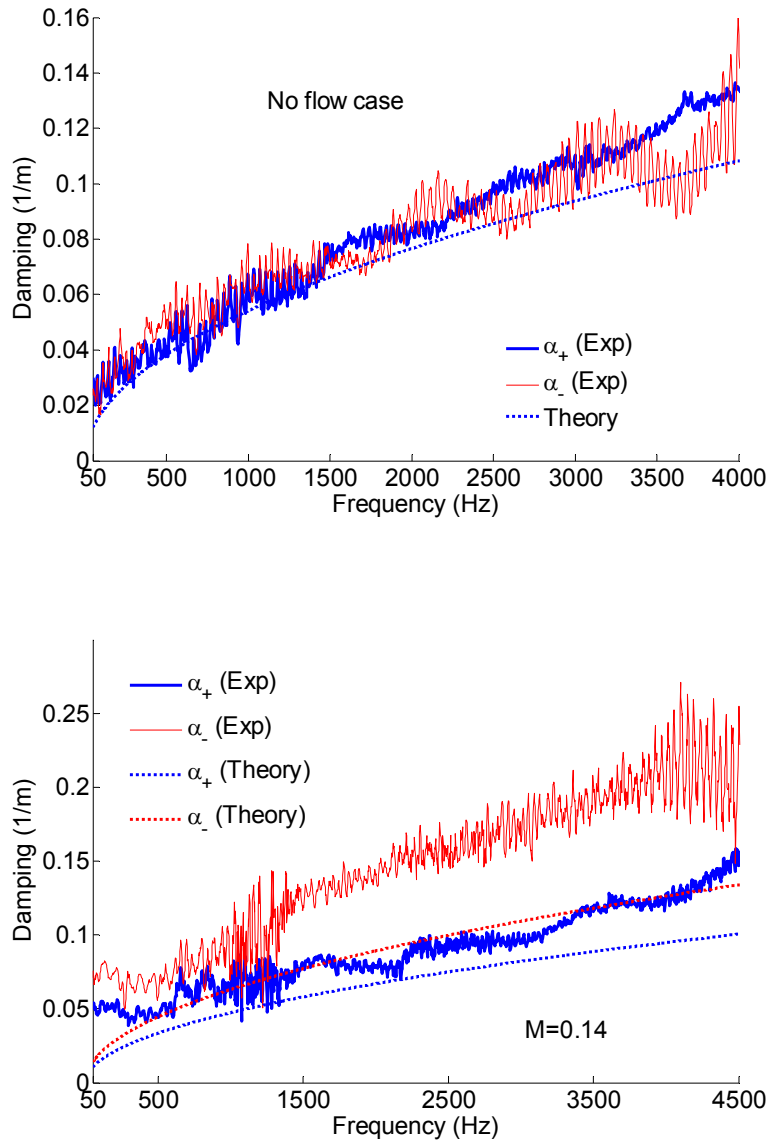 0.16
0.14
0.12
0.1
0.08
0.06
0.04
0.02
0
Damping (1/m)
No flow case
α+ (Exp)
α- (Exp)
Theory
50 500 1000 1500 2000 2500 3000 3500 4000
Frequency (Hz)
0.25
0.2
0.15
0.1
0.05
0
Damping (1/m)
α+ (Exp)
α- (Exp)
α+ (Theory)
α- (Theory)
M=0.14
50 500 1500 2500 3500 4500
Frequency (Hz)